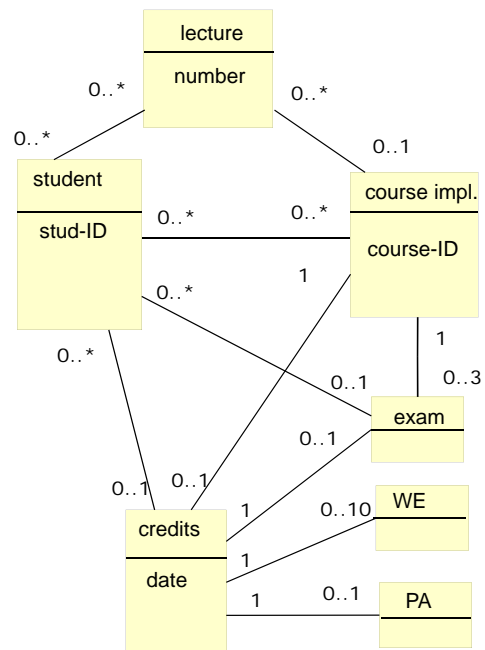 lecture
number
0..*
0..*
0..*
0..1
student
stud-ID
course impl.
course-ID
0..*
0..*
0..*
1
0..*
1
0..1
0..3
exam
0..1
0..1
0..1
1
credits
date
0..10
WE
1
0..1
1
PA